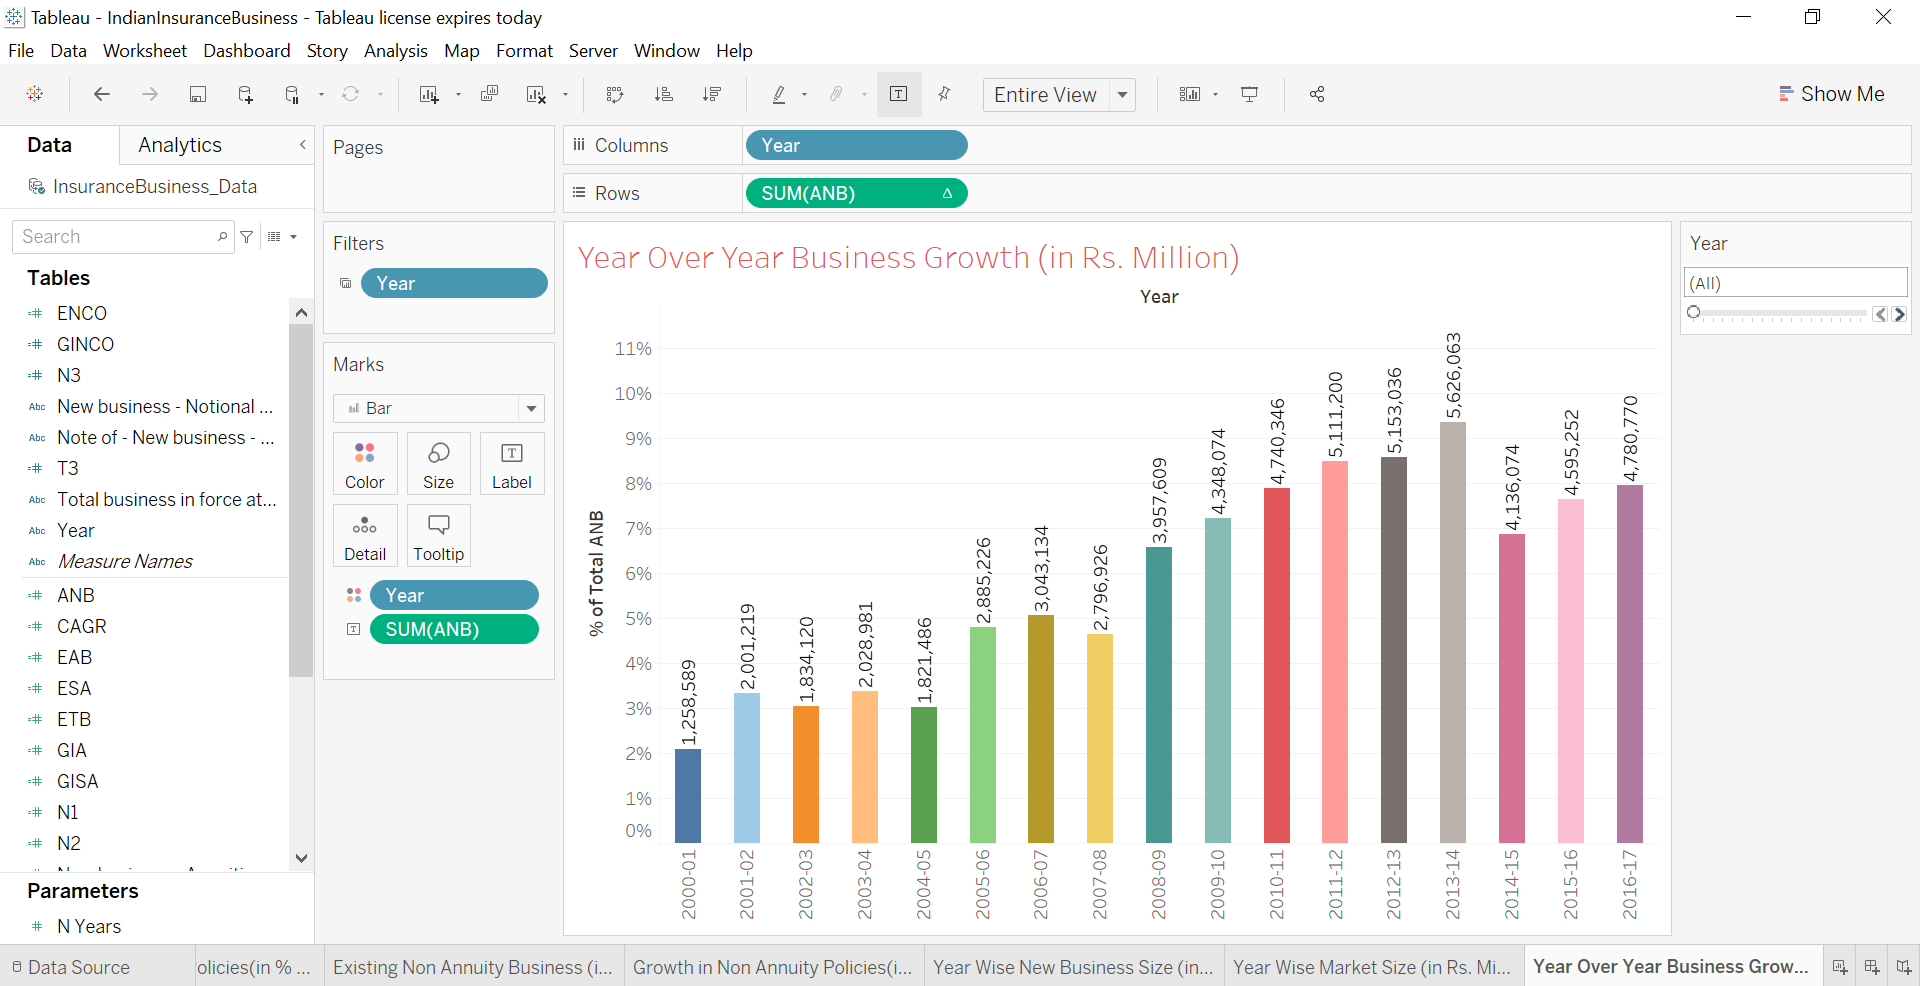 Tableau - IndianInsuranceBusiness - Tableau license expires today
File Data Worksheet Dashboard Story Analysis Map Format Server Window Help
Entire View
Show Me
Data Analytics
InsuranceBusiness_Data
Search
Tables
ENCO
GINCO
N3
Abc New business - Notional ...
Abc Note of - New business - ...
T3
Abc Total business in force at...
Abc Year
Abc Measure Names
ANB
CAGR
EAB
ESA
ETB
GIA
GISA
N1
N2
Parameters
N Years
Pages
Filters
Year
Marks
Bar
Color Size Label
Detail Tooltip
Year
SUM(ANB)
Columns Year
Rows SUM(ANB)
Year Over Year Business Growth (in Rs. Million)
Year
% of Total ANB
11%
10%
9%
8%
7%
6%
5%
4%
3%
2%
1%
0%
1,258,589
2,001,219
1,834,120
2,028,981
1,821,486
2,885,226
3,043,134
2,796,926
3,957,609
4,348,074
4,740,346
5,111,200
5,153,036
5,626,063
4,136,074
4,595,252
4,780,770
2000-01
2001-02
2002-03
2003-04
2004-05
2005-06
2006-07
2007-08
2008-09
2009-10
2010-11
2011-12
2012-13
2013-14
2014-15
2015-16
2016-17
Year
(All)
Data Source
olicies(in % ...
Existing Non Annuity Business (i...
Growth in Non Annuity Policies(i...
Year Wise New Business Size (in...
Year Wise Market Size (in Rs. Mi...
Year Over Year Business Grow...